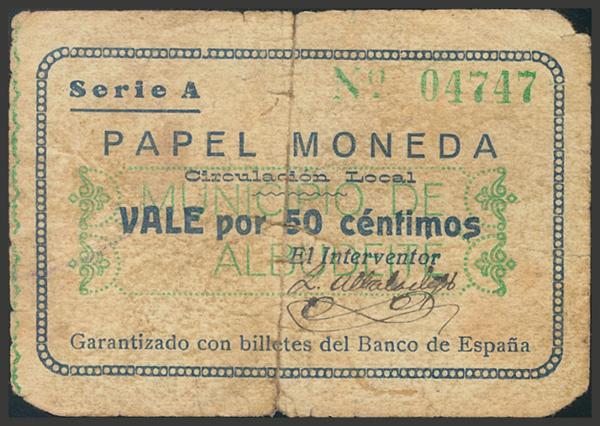 Serie A
Nº 04747
PAPEL MONEDA
Circulación Local
MUNICIPIO DE
VALE por 50 céntimos
ALBUDEITE
El Interventor
Garantizado con billetes del Banco de España